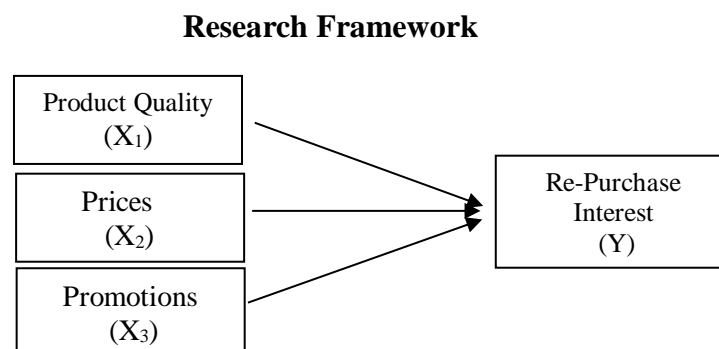 Research Framework
Product Quality
(X₁)
Prices
(X₂)
Promotions
(X₃)
Re-Purchase
Interest
(Y)